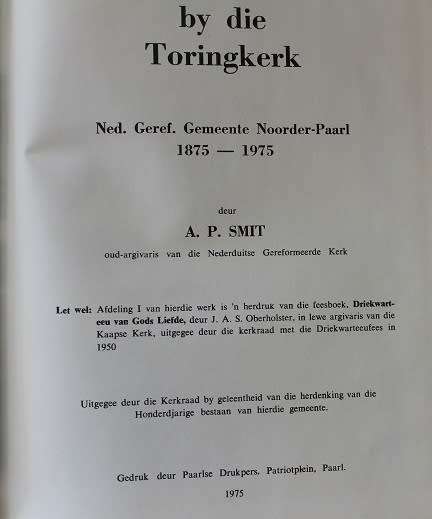 by die
Toringkerk
Ned. Geref. Gemeente Noorder-Paarl
1875 — 1975
deur
A. P. SMIT
oud-argivaris van die Nederduitse Gereformeerde Kerk
Let wel: Afdeling I van hierdie werk is 'n herdruk van die feesboek, Driekwart-
eeu van Gods Liefde, deur J. A. S. Oberholster, in lewe argivaris van die
Kaapse Kerk, uitgegee deur die kerkraad met die Driekwarteeufees in
1950
Uitgegee deur die Kerkraad by geleentheid van die herdenking van die
Honderdjarige bestaan van hierdie gemeente.
Gedruk deur Paarlse Drukpers, Patriotplein, Paarl.
1975